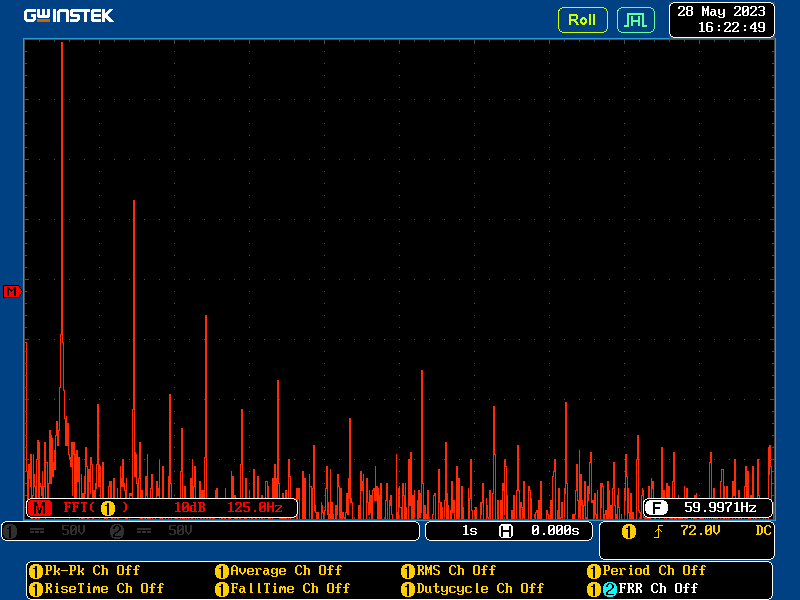 GWINSTEK Roll 28 May 2023
16:22:49
M
M FFT( 1 ) 10dB 125.0Hz F 59.9971Hz
1 50V 2 50V 1s H 0.000s 1 72.0V DC
1 Pk-Pk Ch Off 1 Average Ch Off 1 RMS Ch Off 1 Period Ch Off
1 RiseTime Ch Off 1 FallTime Ch Off 1 Dutycycle Ch Off 1 2 FRR Ch Off